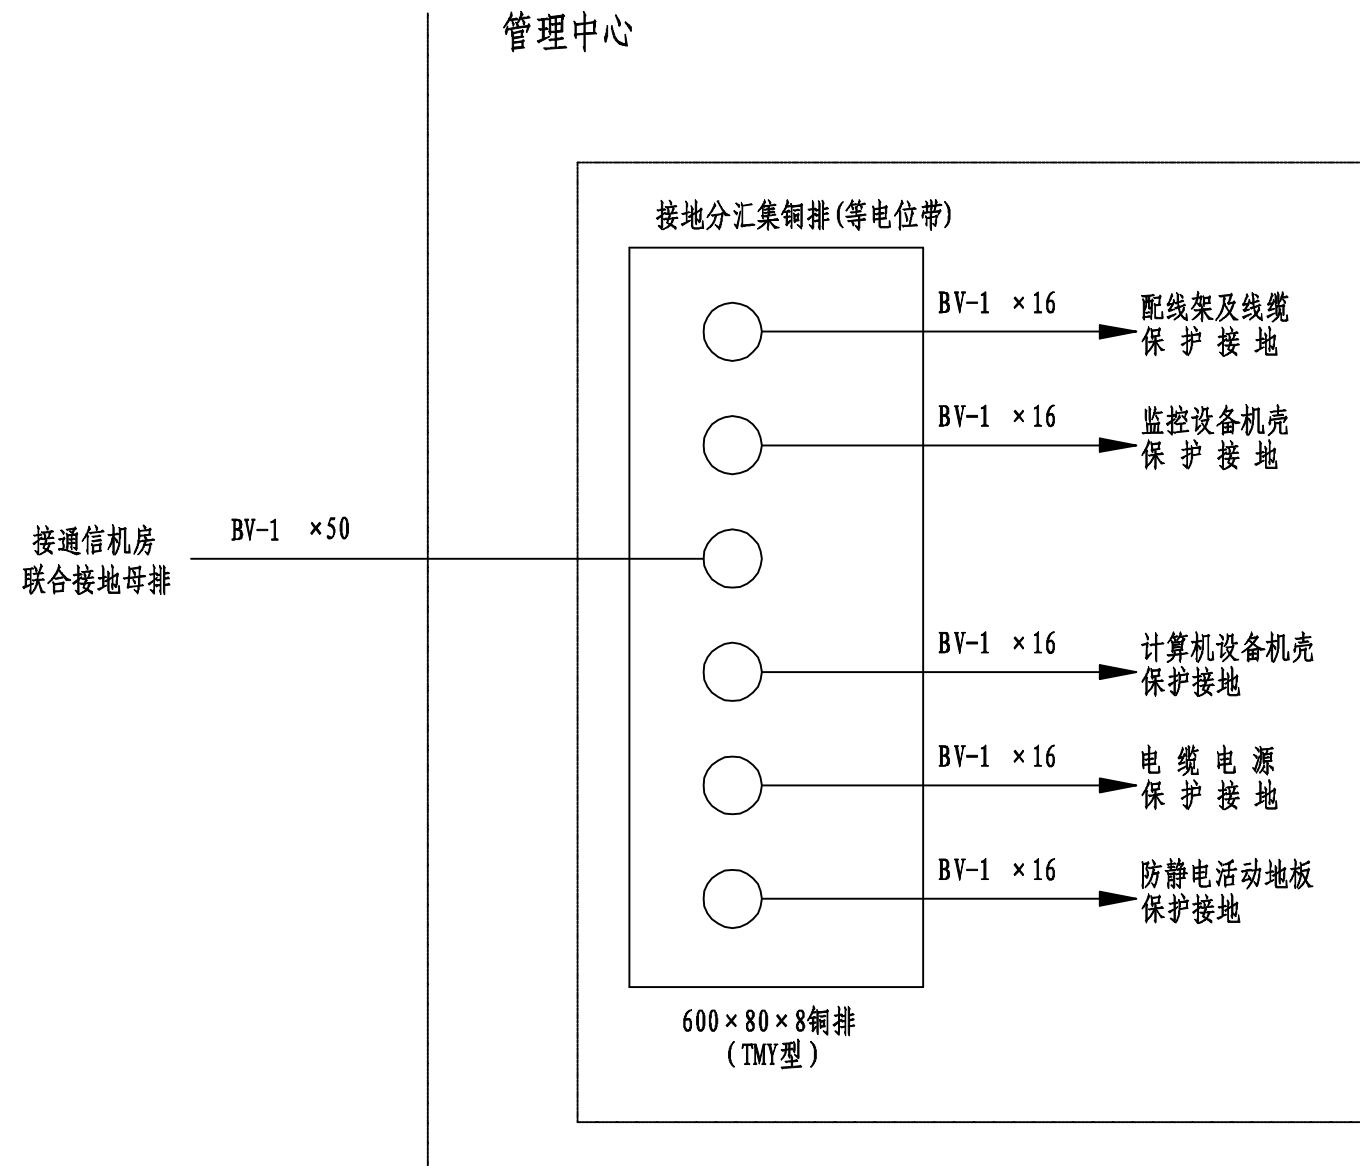 管理中心
接地分汇集铜排(等电位带)
BV-1 ×16
配线架及线缆
保 护 接 地
BV-1 ×16
监控设备机壳
保 护 接 地
接通信机房
联合接地母排
BV-1 ×50
BV-1 ×16
计算机设备机壳
保护接地
BV-1 ×16
电 缆 电 源
保 护 接 地
BV-1 ×16
防静电活动地板
保护接地
600×80×8铜排
(TMY型)